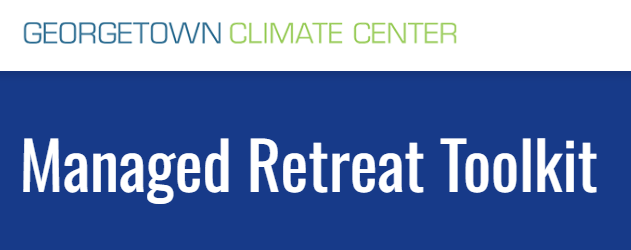 GEORGETOWN CLIMATE CENTER
Managed Retreat Toolkit